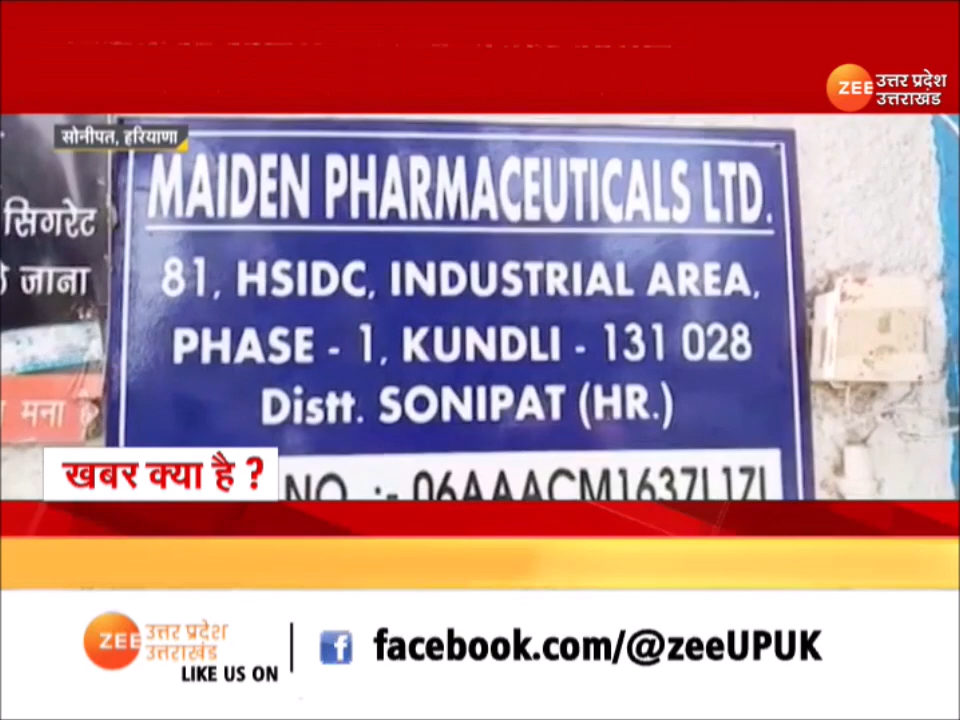 ZEE उत्तर प्रदेश
उत्तराखंड
सोनीपत, हरियाणा
सिगरेट
जाना
मना
MAIDEN PHARMACEUTICALS LTD.
81, HSIDC, INDUSTRIAL AREA,
PHASE - 1, KUNDLI - 131 028
Distt. SONIPAT (HR.)
NO. :- 06AAACM1637L1ZL
खबर क्या है ?
ZEE उत्तर प्रदेश
उत्तराखंड
LIKE US ON
f facebook.com/@zeeUPUK